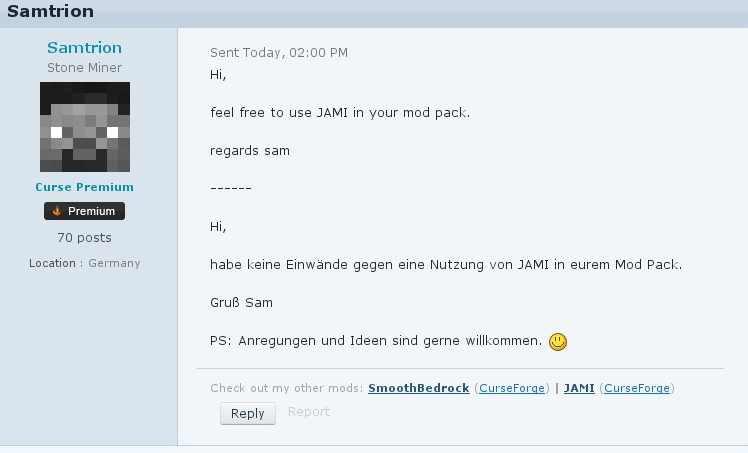 Samtrion
Samtrion
Stone Miner
Curse Premium
Premium
70 posts
Location : Germany
Sent Today, 02:00 PM
Hi,
feel free to use JAMI in your mod pack.
regards sam
------
Hi,
habe keine Einwände gegen eine Nutzung von JAMI in eurem Mod Pack.
Gruß Sam
PS: Anregungen und Ideen sind gerne willkommen.
Check out my other mods: SmoothBedrock (CurseForge) | JAMI (CurseForge)
Reply Report